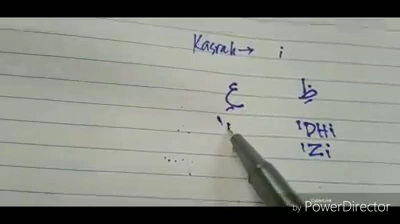 Kasrah → i
عِ ظِ
'i 'DHi
'Zi
by PowerDirector